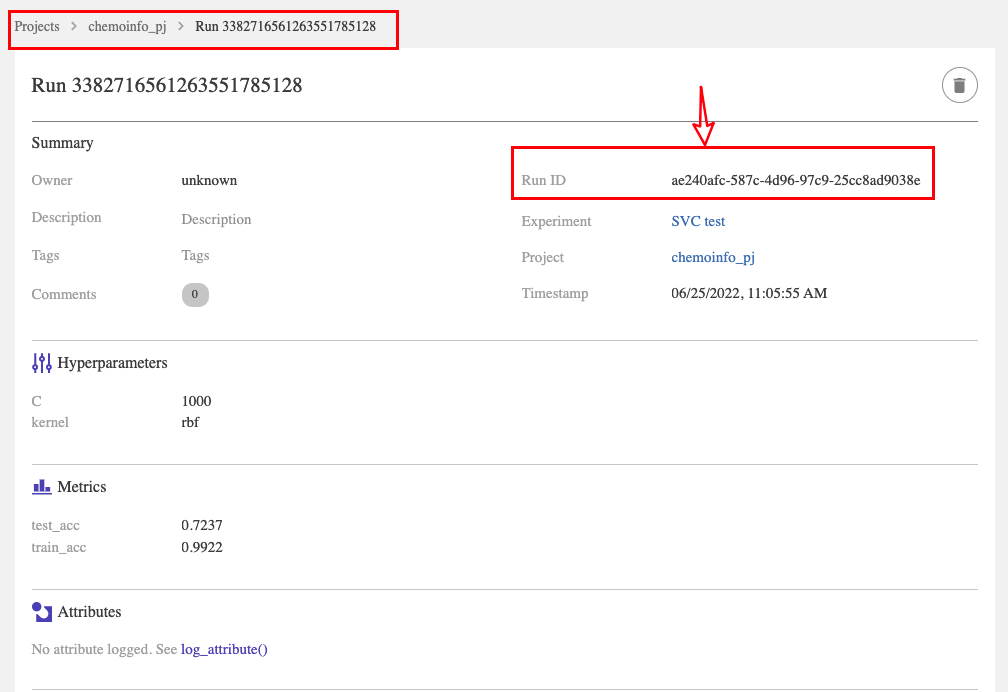 Projects > chemoinfo_pj > Run 3382716561263551785128
Run 3382716561263551785128
Summary
Owner unknown
Description Description
Tags Tags
Comments 0
Run ID ae240afc-587c-4d96-97c9-25cc8ad9038e
Experiment SVC test
Project chemoinfo_pj
Timestamp 06/25/2022, 11:05:55 AM
Hyperparameters
C 1000
kernel rbf
Metrics
test_acc 0.7237
train_acc 0.9922
Attributes
No attribute logged. See log_attribute()